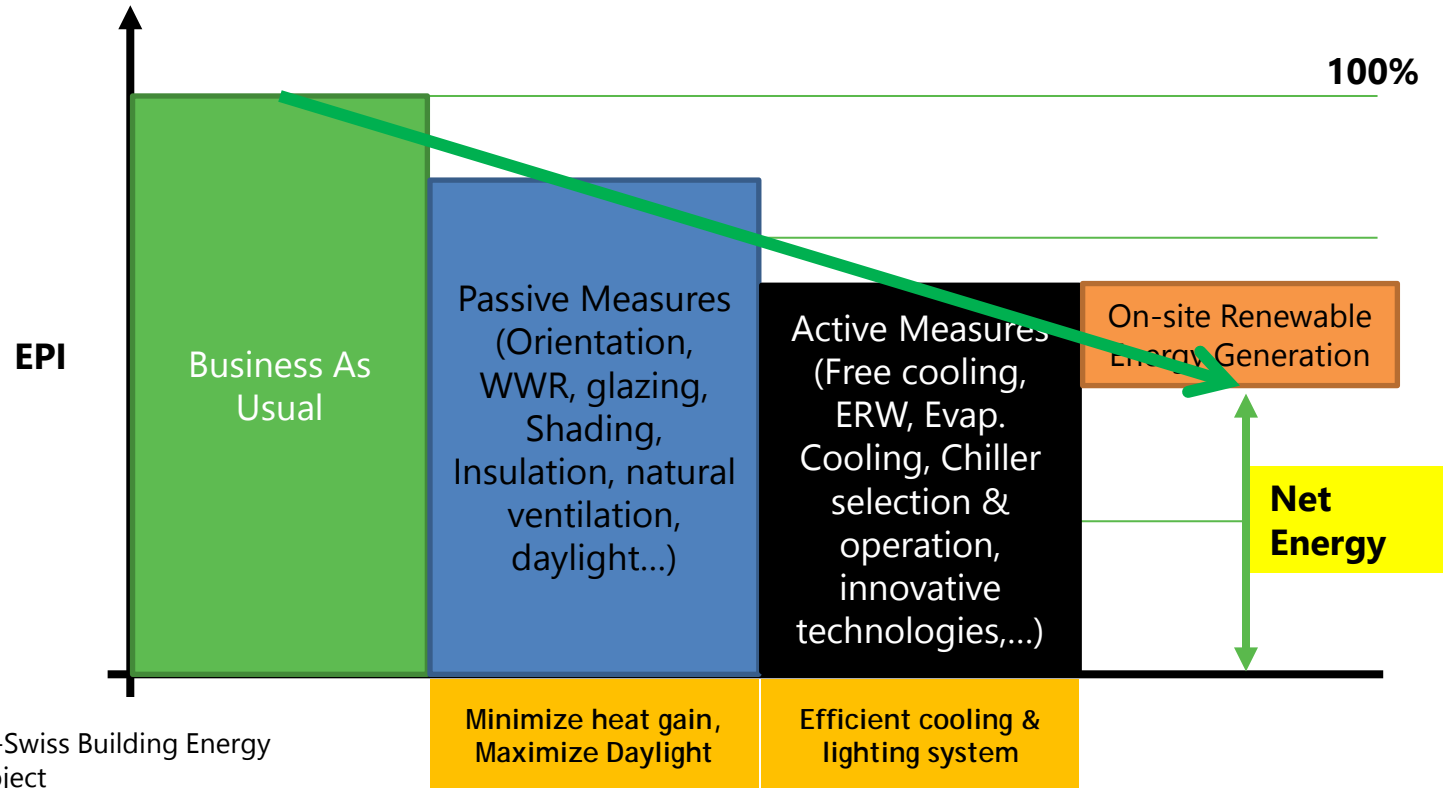 100%
EPI
Business As
Usual
Passive Measures
(Orientation,
WWR, glazing,
Shading,
Insulation, natural
ventilation,
daylight...)
Active Measures
(Free cooling,
ERW, Evap.
Cooling, Chiller
selection &
operation,
innovative
technologies,...)
On-site Renewable
Energy Generation
Net
Energy
Minimize heat gain,
Maximize Daylight
Efficient cooling &
lighting system
-Swiss Building Energy
ject